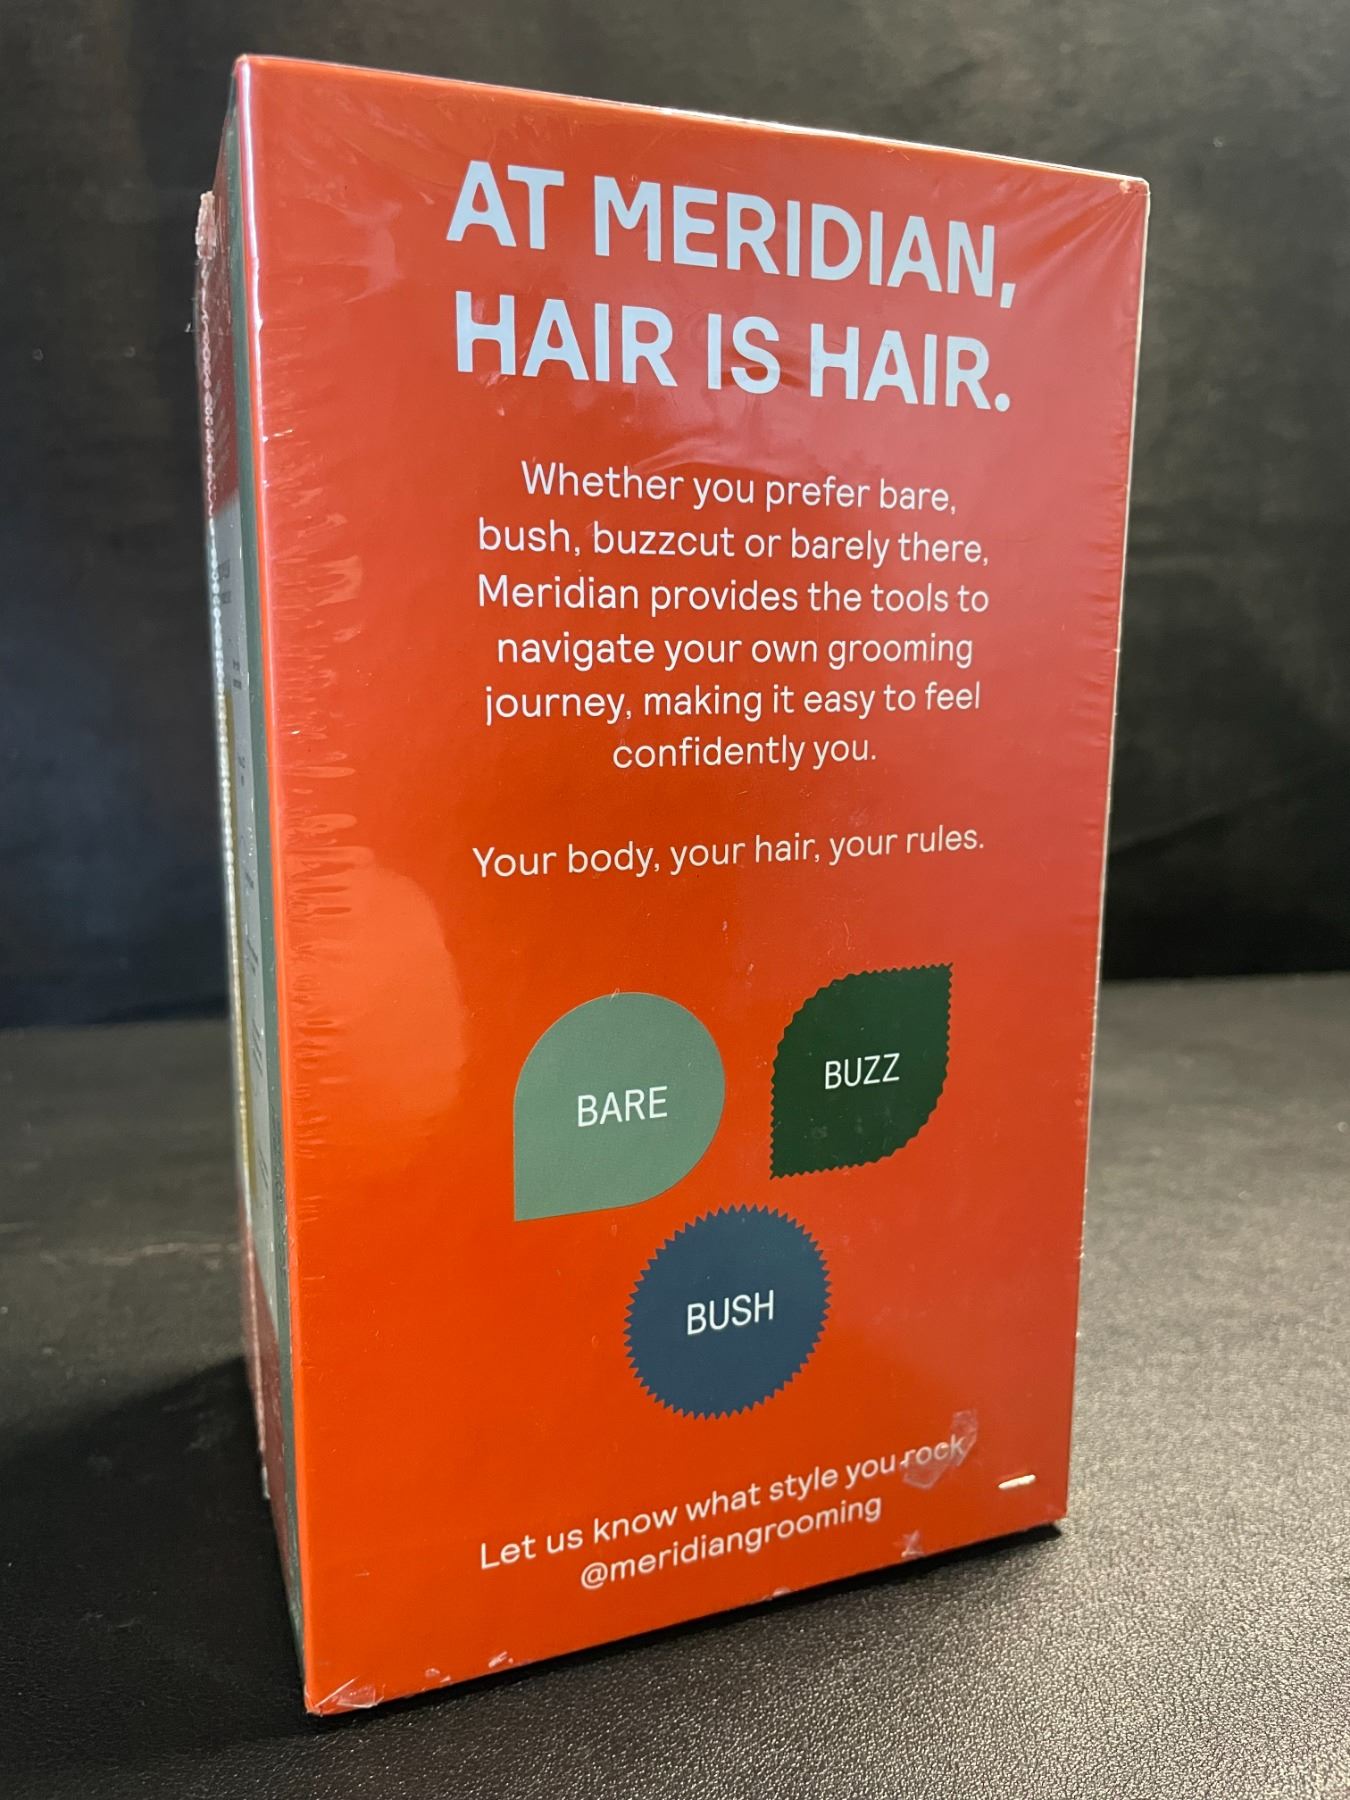 AT MERIDIAN,
HAIR IS HAIR.
Whether you prefer bare,
bush, buzzcut or barely there,
Meridian provides the tools to
navigate your own grooming
journey, making it easy to feel
confidently you.
Your body, your hair, your rules.
BARE
BUZZ
BUSH
Let us know what style you rock
@meridiangrooming